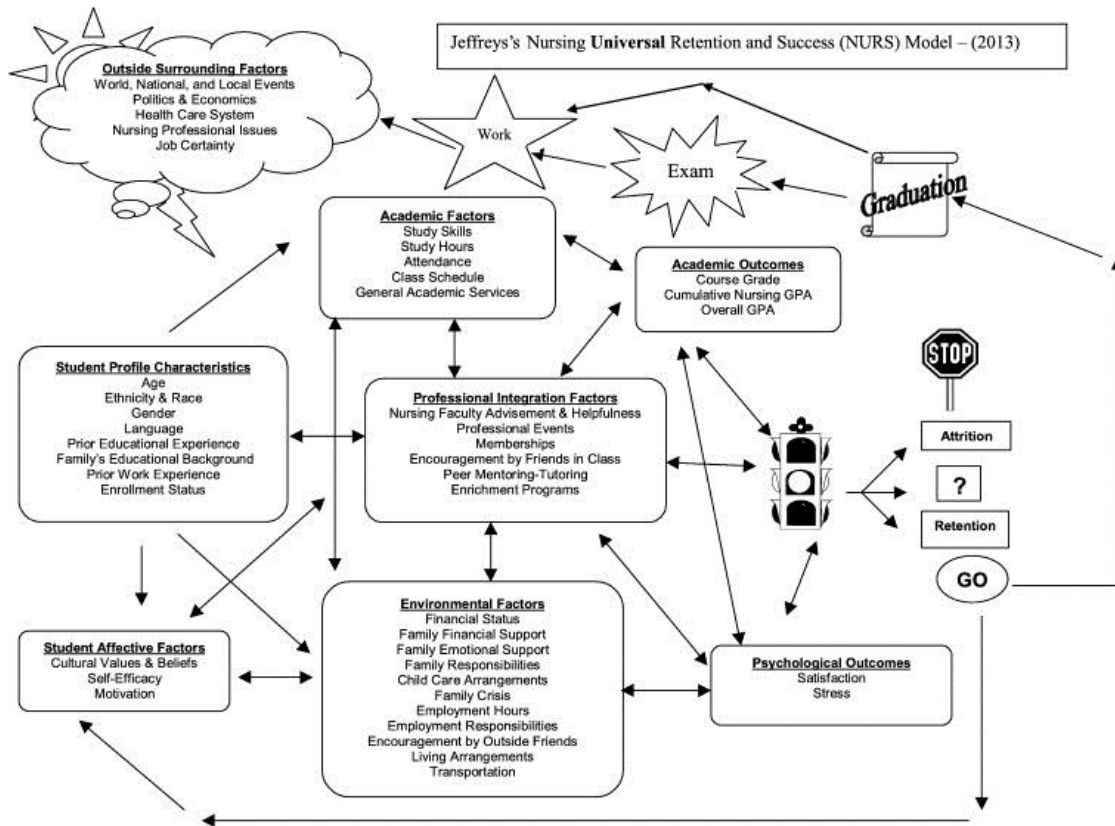 Jeffreys's Nursing Universal Retention and Success (NURS) Model – (2013)
Outside Surrounding Factors
World, National, and Local Events
Politics & Economics
Health Care System
Nursing Professional Issues
Job Certainty
Work
Exam
Graduation
Academic Factors
Study Skills
Study Hours
Attendance
Class Schedule
General Academic Services
Academic Outcomes
Course Grade
Cumulative Nursing GPA
Overall GPA
Student Profile Characteristics
Age
Ethnicity & Race
Gender
Language
Prior Educational Experience
Family's Educational Background
Prior Work Experience
Enrollment Status
Professional Integration Factors
Nursing Faculty Advisement & Helpfulness
Professional Events
Memberships
Encouragement by Friends in Class
Peer Mentoring-Tutoring
Enrichment Programs
STOP
Attrition
?
Retention
GO
Student Affective Factors
Cultural Values & Beliefs
Self-Efficacy
Motivation
Environmental Factors
Financial Status
Family Financial Support
Family Emotional Support
Family Responsibilities
Child Care Arrangements
Family Crisis
Employment Hours
Employment Responsibilities
Encouragement by Outside Friends
Living Arrangements
Transportation
Psychological Outcomes
Satisfaction
Stress